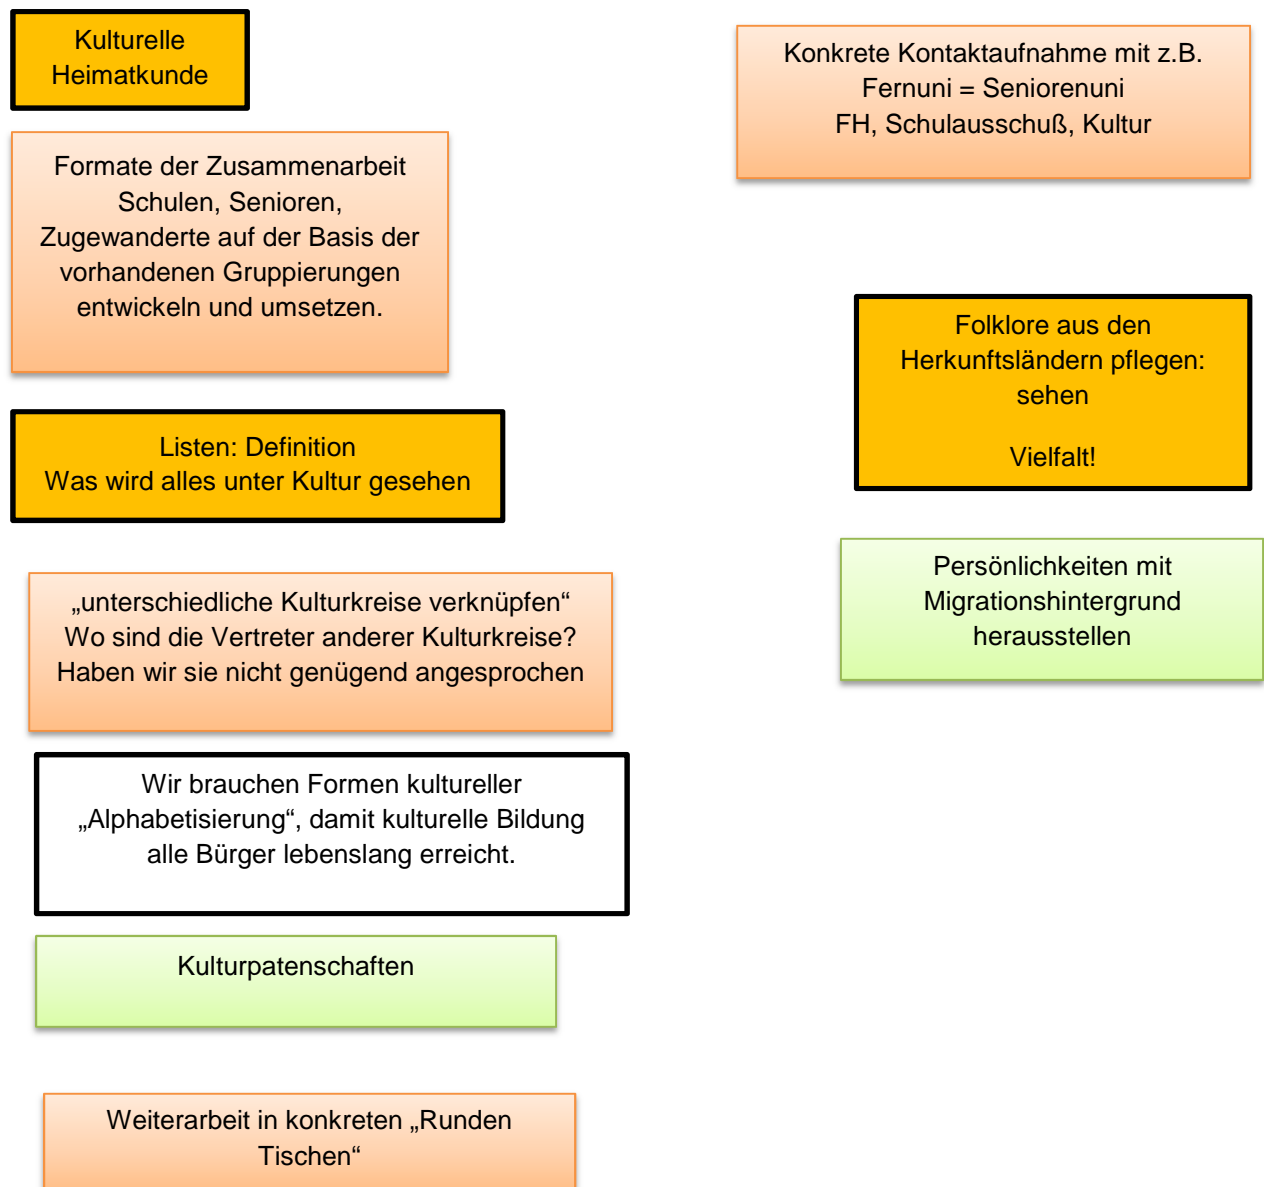 Kulturelle
Heimatkunde
Formate der Zusammenarbeit
Schulen, Senioren,
Zugewanderte auf der Basis der
vorhandenen Gruppierungen
entwickeln und umsetzen.
Listen: Definition
Was wird alles unter Kultur gesehen
„unterschiedliche Kulturkreise verknüpfen“
Wo sind die Vertreter anderer Kulturkreise?
Haben wir sie nicht genügend angesprochen
Wir brauchen Formen kultureller
„Alphabetisierung“, damit kulturelle Bildung
alle Bürger lebenslang erreicht.
Kulturpatenschaften
Weiterarbeit in konkreten „Runden
Tischen“
Konkrete Kontaktaufnahme mit z.B.
Fernuni = Seniorenuni
FH, Schulausschuß, Kultur
Folklore aus den
Herkunftsländern pflegen:
sehen
Vielfalt!
Persönlichkeiten mit
Migrationshintergrund
herausstellen